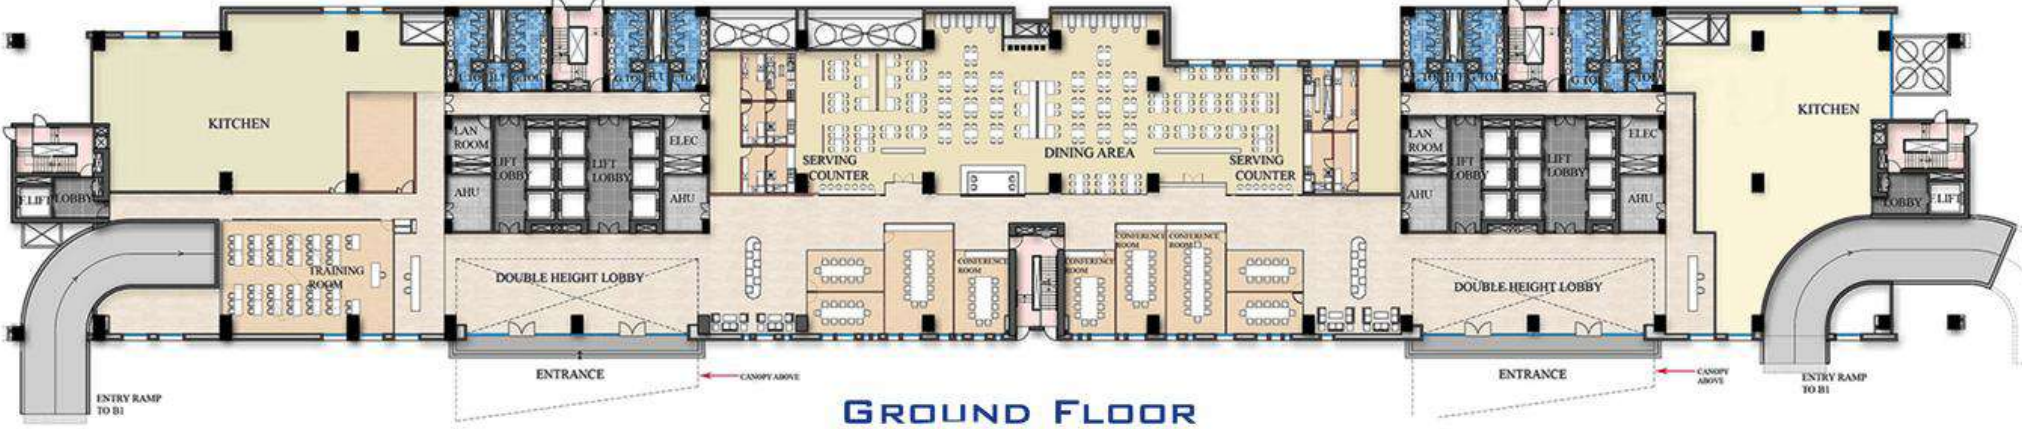 KITCHEN
LAN
ROOM
LIFT
LOBBY
LIFT
LOBBY
ELEC
AHU
AHU
F.LIFT
LOBBY
SERVING
COUNTER
DINING AREA
SERVING
COUNTER
LAN
ROOM
LIFT
LOBBY
LIFT
LOBBY
ELEC
AHU
AHU
KITCHEN
LOBBY
F.LIFT
TRAINING
ROOM
DOUBLE HEIGHT LOBBY
CONFERENCE
ROOM
CONFERENCE
ROOM
CONFERENCE
ROOM
CONFERENCE
ROOM
DOUBLE HEIGHT LOBBY
ENTRANCE
CANOPY ABOVE
ENTRANCE
CANOPY
ABOVE
ENTRY RAMP
TO B1
ENTRY RAMP
TO B1
GROUND FLOOR